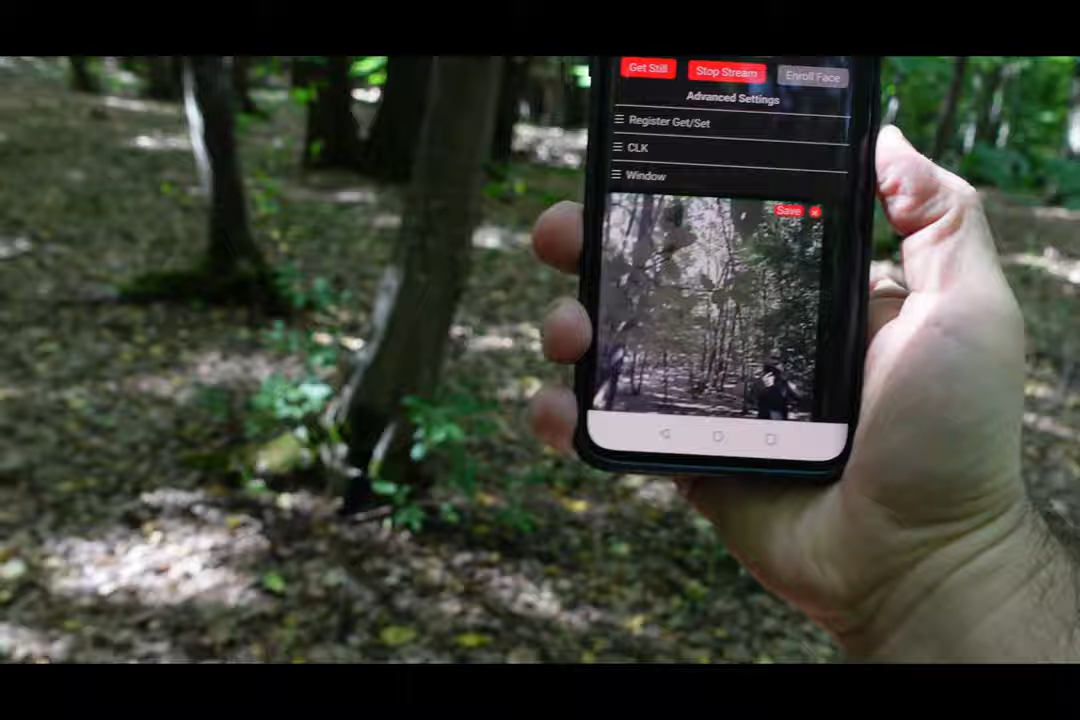 Get Still Stop Stream Enroll Face
Advanced Settings
☰ Register Get/Set
☰ CLK
☰ Window
Save ×